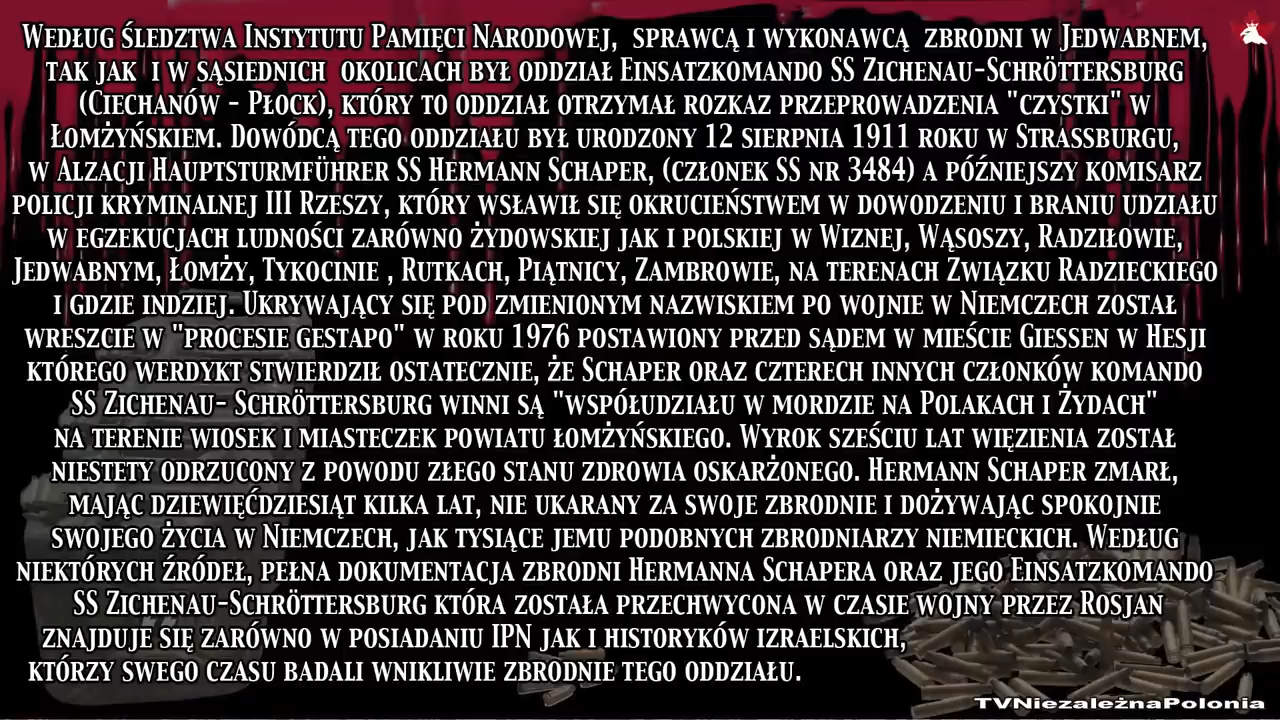 Według śledztwa Instytutu Pamięci Narodowej, sprawcą i wykonawcą zbrodni w Jedwabnem,
tak jak i w sąsiednich okolicach był oddział Einsatzkomando SS Zichenau-Schröttersburg
(Ciechanów - Płock), który to oddział otrzymał rozkaz przeprowadzenia "czystki" w
Łomżyńskiem. Dowódcą tego oddziału był urodzony 12 sierpnia 1911 roku w Strassburgu,
w Alzacji Hauptsturmführer SS Hermann Schaper, (członek SS nr 3484) a późniejszy komisarz
policji kryminalnej III Rzeszy, który wsławił się okrucieństwem w dowodzeniu i braniu udziału
w egzekucjach ludności zarówno żydowskiej jak i polskiej w Wiznej, Wąsoszy, Radziłowie,
Jedwabnym, Łomży, Tykocinie , Rutkach, Piątnicy, Zambrowie, na terenach Związku Radzieckiego
i gdzie indziej. Ukrywający się pod zmienionym nazwiskiem po wojnie w Niemczech został
wreszcie w "procesie gestapo" w roku 1976 postawiony przed sądem w mieście Giessen w Hesji
którego werdykt stwierdził ostatecznie, że Schaper oraz czterech innych członków komando
SS Zichenau- Schröttersburg winni są "współudziału w mordzie na Polakach i Żydach"
na terenie wiosek i miasteczek powiatu łomżyńskiego. Wyrok sześciu lat więzienia został
niestety odrzucony z powodu złego stanu zdrowia oskarżonego. Hermann Schaper zmarł,
mając dziewięćdziesiąt kilka lat, nie ukarany za swoje zbrodnie i dożywając spokojnie
swojego życia w Niemczech, jak tysiące jemu podobnych zbrodniarzy niemieckich. Według
niektórych źródeł, pełna dokumentacja zbrodni Hermanna Schapera oraz jego Einsatzkomando
SS Zichenau-Schröttersburg która została przechwycona w czasie wojny przez Rosjan
znajduje się zarówno w posiadaniu IPN jak i historyków izraelskich,
którzy swego czasu badali wnikliwie zbrodnie tego oddziału.
TVNiezależnaPolonia